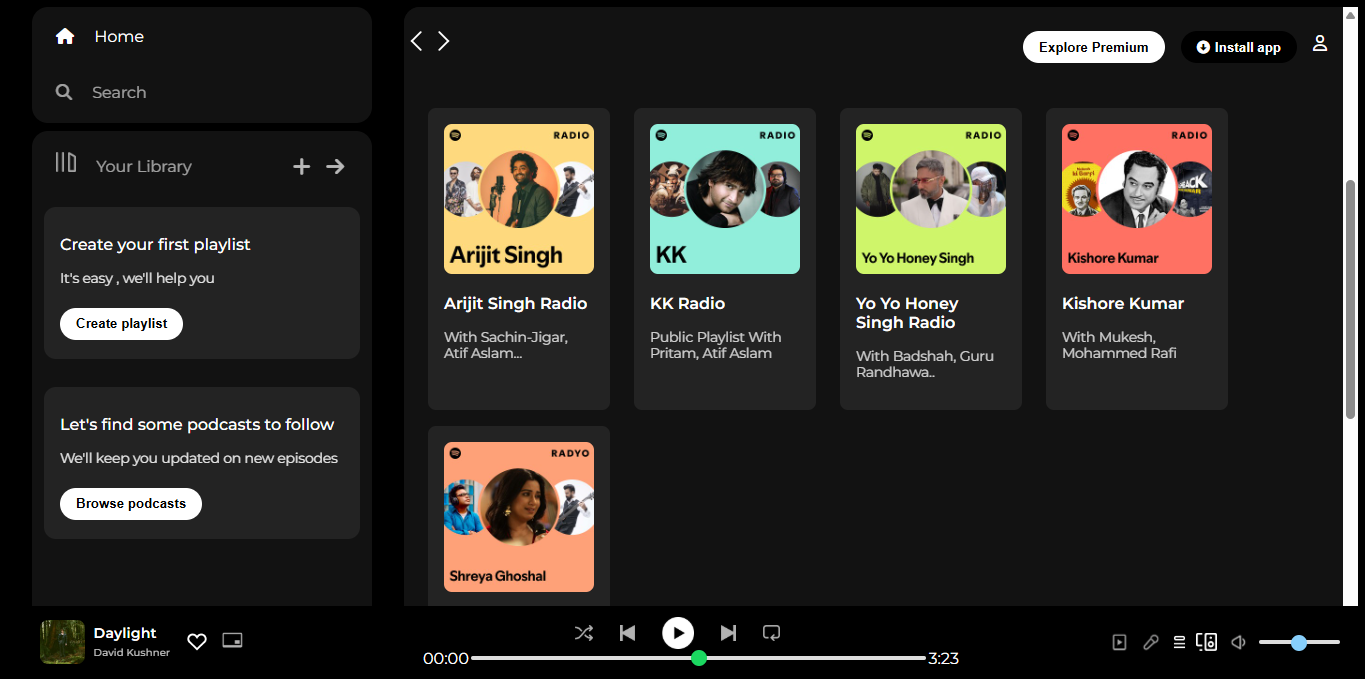 Home
Search
Your Library
Create your first playlist
It's easy , we'll help you
Create playlist
Let's find some podcasts to follow
We'll keep you updated on new episodes
Browse podcasts
Explore Premium
Install app
RADIO
Arijit Singh
Arijit Singh Radio
With Sachin-Jigar,
Atif Aslam...
RADIO
KK
KK Radio
Public Playlist With
Pritam, Atif Aslam
RADIO
Yo Yo Honey Singh
Yo Yo Honey
Singh Radio
With Badshah, Guru
Randhawa..
RADIO
Kishore Kumar
Kishore Kumar
With Mukesh,
Mohammed Rafi
RADYO
Shreya Ghoshal
Daylight
David Kushner
00:00
3:23